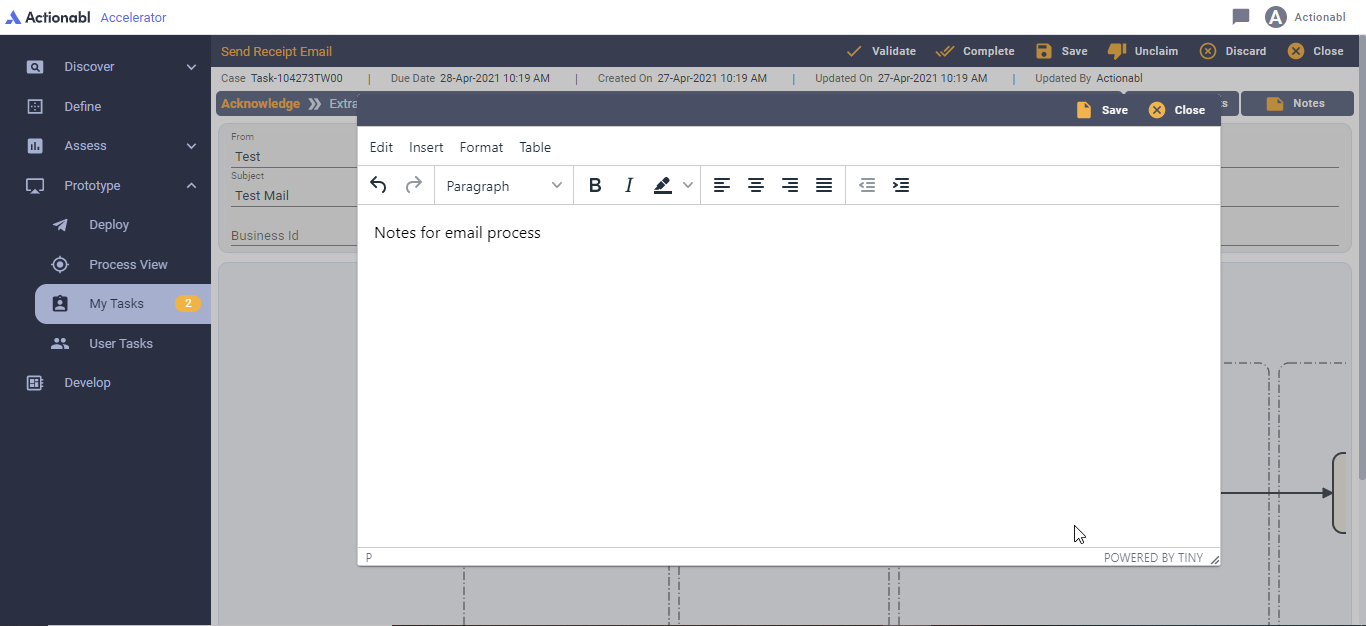 Actionabl Accelerator
A Actionabl
Send Receipt Email
Validate Complete Save Unclaim Discard Close
Case Task-104273TW00 | Due Date 28-Apr-2021 10:19 AM | Created On 27-Apr-2021 10:19 AM | Updated On 27-Apr-2021 10:19 AM | Updated By Actionabl
Discover
Define
Assess
Prototype
Deploy
Process View
My Tasks 2
User Tasks
Develop
Acknowledge Extra
s Notes
From
Test
Subject
Test Mail
Business Id
Save Close
Edit Insert Format Table
Paragraph B I
Notes for email process
P POWERED BY TINY